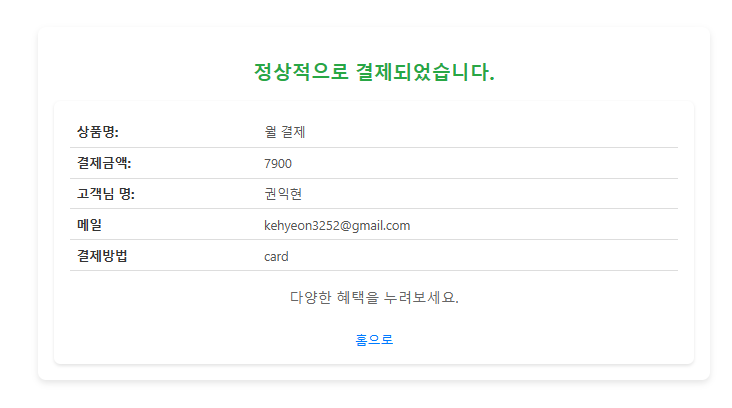 정상적으로 결제되었습니다.
상품명: 월 결제
결제금액: 7900
고객님 명: 권익현
메일 kehyeon3252@gmail.com
결제방법 card
다양한 혜택을 누려보세요.
홈으로